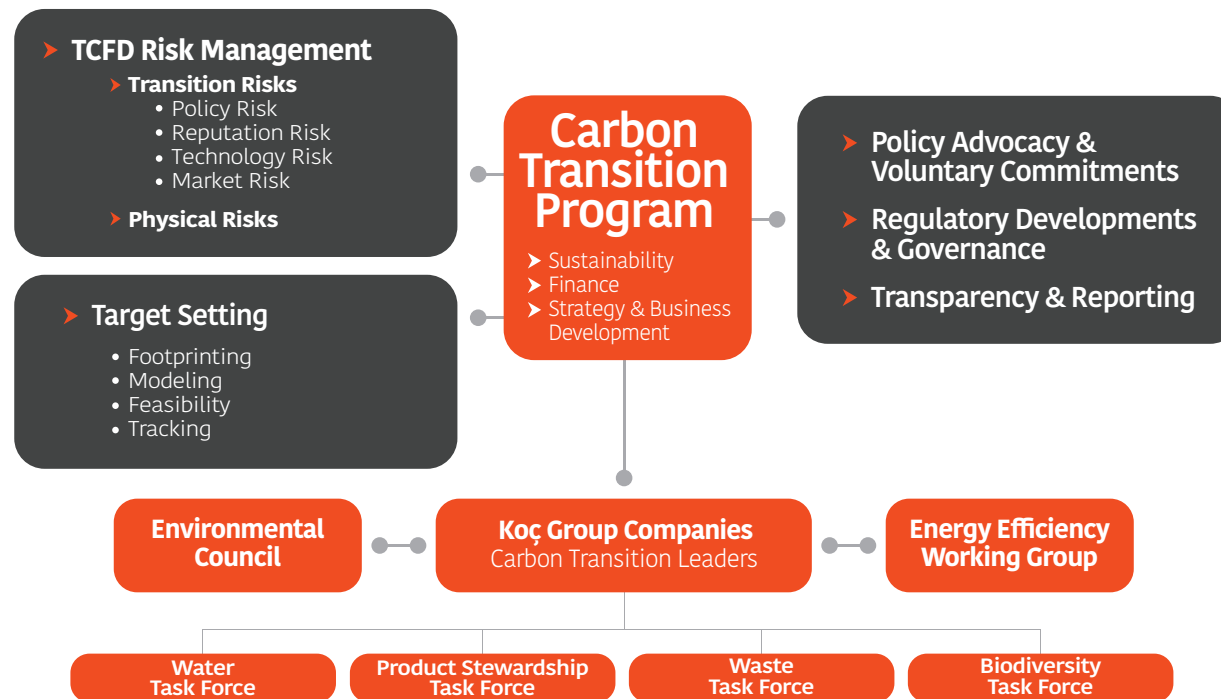 TCFD Risk Management
Transition Risks
• Policy Risk
• Reputation Risk
• Technology Risk
• Market Risk
Physical Risks
Target Setting
• Footprinting
• Modeling
• Feasibility
• Tracking
Carbon
Transition
Program
Sustainability
Finance
Strategy & Business
Development
Policy Advocacy &
Voluntary Commitments
Regulatory Developments
& Governance
Transparency & Reporting
Environmental
Council
Koç Group Companies
Carbon Transition Leaders
Energy Efficiency
Working Group
Water
Task Force
Product Stewardship
Task Force
Waste
Task Force
Biodiversity
Task Force